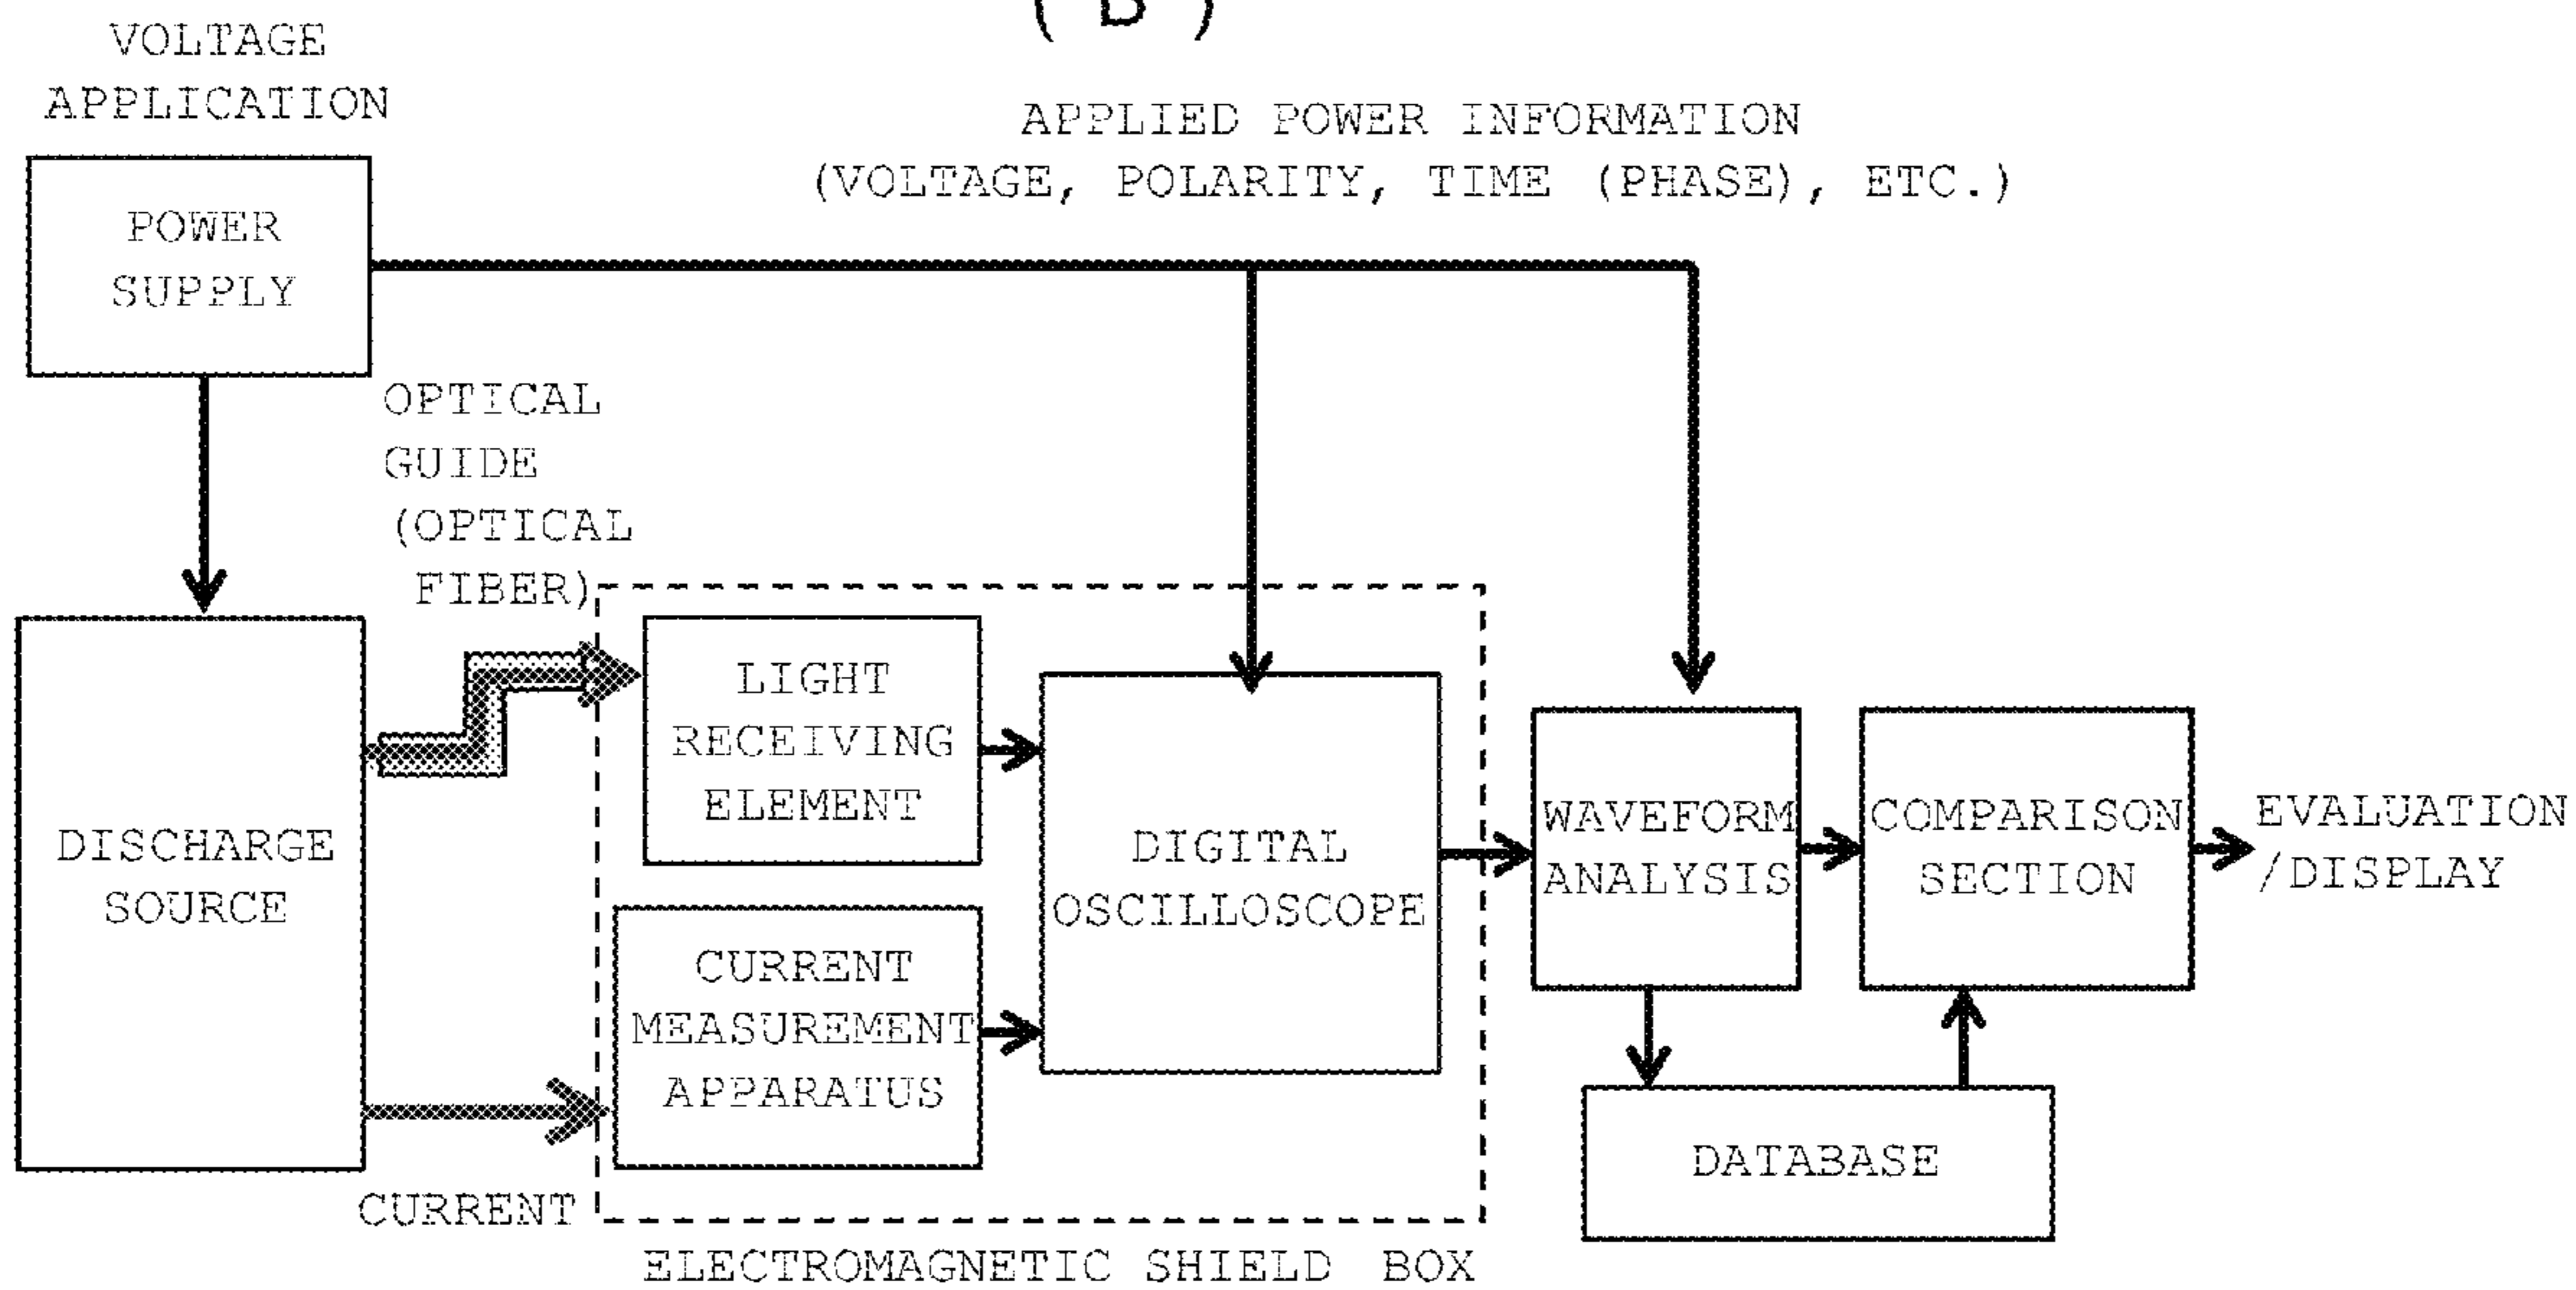 ( B )
VOLTAGE
APPLICATION
APPLIED POWER INFORMATION
(VOLTAGE, POLARITY, TIME (PHASE), ETC.)
POWER
SUPPLY
OPTICAL
GUIDE
(OPTICAL
FIBER)
LIGHT
RECEIVING
ELEMENT
DISCHARGE
SOURCE
DIGITAL
OSCILLOSCOPE
WAVEFORM
ANALYSIS
COMPARISON
SECTION
EVALUATION
/DISPLAY
CURRENT
MEASUREMENT
APPARATUS
DATABASE
CURRENT
ELECTROMAGNETIC SHIELD BOX